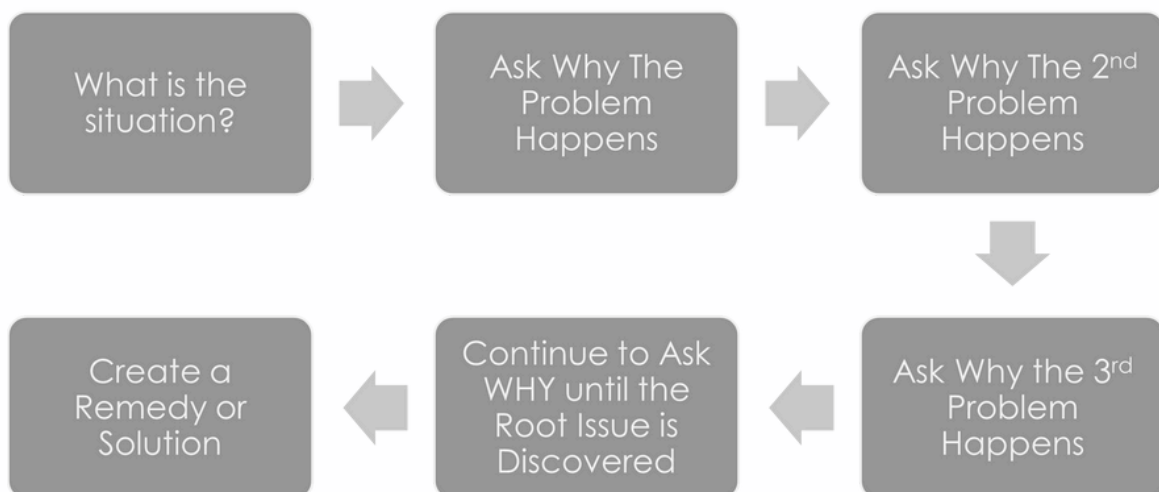 What is the
situation?
Ask Why The
Problem
Happens
Ask Why The 2nd
Problem
Happens
Ask Why the 3rd
Problem
Happens
Continue to Ask
WHY until the
Root Issue is
Discovered
Create a
Remedy or
Solution